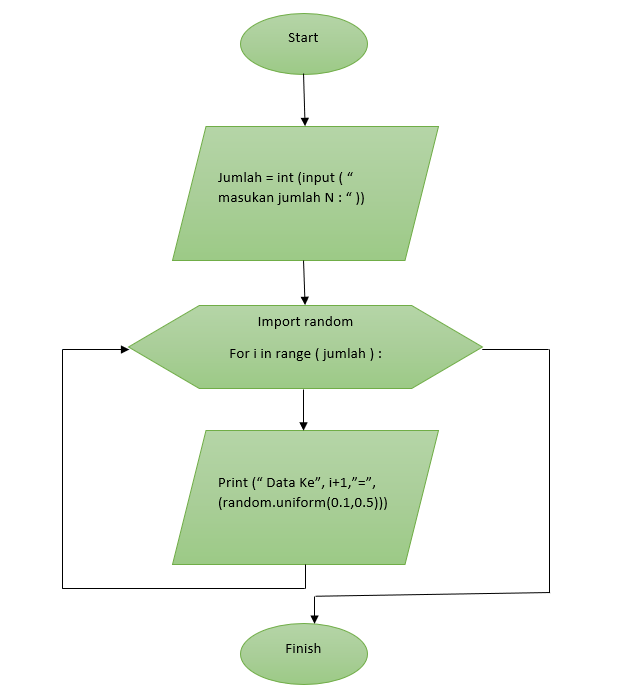 Start
Jumlah = int (input ( “
masukan jumlah N : “ ))
Import random
For i in range ( jumlah ) :
Print (“ Data Ke”, i+1,”=”,
(random.uniform(0.1,0.5)))
Finish